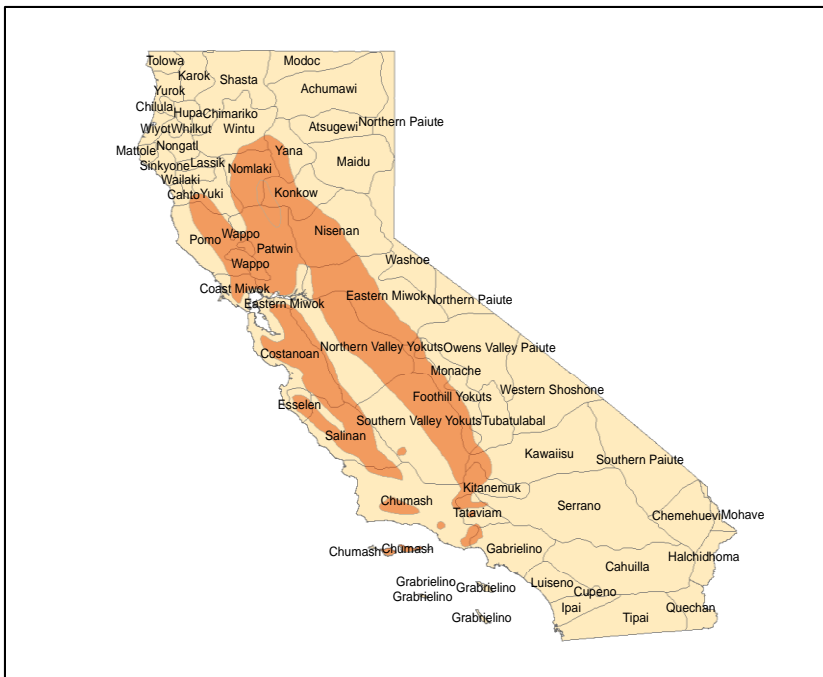 Tolowa
Modoc
Karok
Shasta
Achumawi
Yurok
Chilula
Hupa
Chimariko
Northern Paiute
Atsugewi
Wiyot
Whilkut
Wintu
Mattole
Nongatl
Yana
Maidu
Sinkyone
Lassik
Nomlaki
Wailaki
Konkow
Cahto
Yuki
Nisenan
Wappo
Pomo
Patwin
Washoe
Wappo
Coast Miwok
Eastern Miwok
Northern Paiute
Eastern Miwok
Northern Valley Yokuts
Owens Valley Paiute
Costanoan
Monache
Western Shoshone
Foothill Yokuts
Esselen
Southern Valley Yokuts
Tubatulabal
Salinan
Kawaiisu
Southern Paiute
Kitanemuk
Chumash
Serrano
Tataviam
Chemehuevi
Mohave
Chumash
Chumash
Gabrielino
Halchidhoma
Cahuilla
Grabrielino
Grabrielino
Luiseno
Cupeno
Grabrielino
Ipai
Quechan
Grabrielino
Tipai